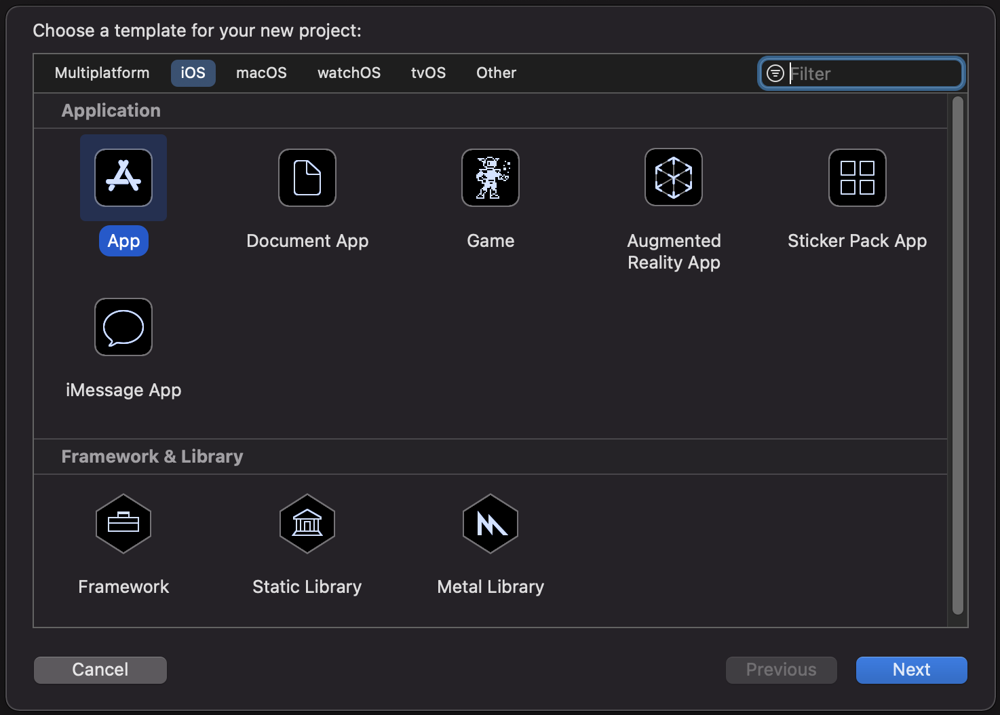 Choose a template for your new project:
Multiplatform iOS macOS watchOS tvOS Other Filter
Application
App Document App Game Augmented Reality App Sticker Pack App
iMessage App
Framework & Library
Framework Static Library Metal Library
Cancel Previous Next